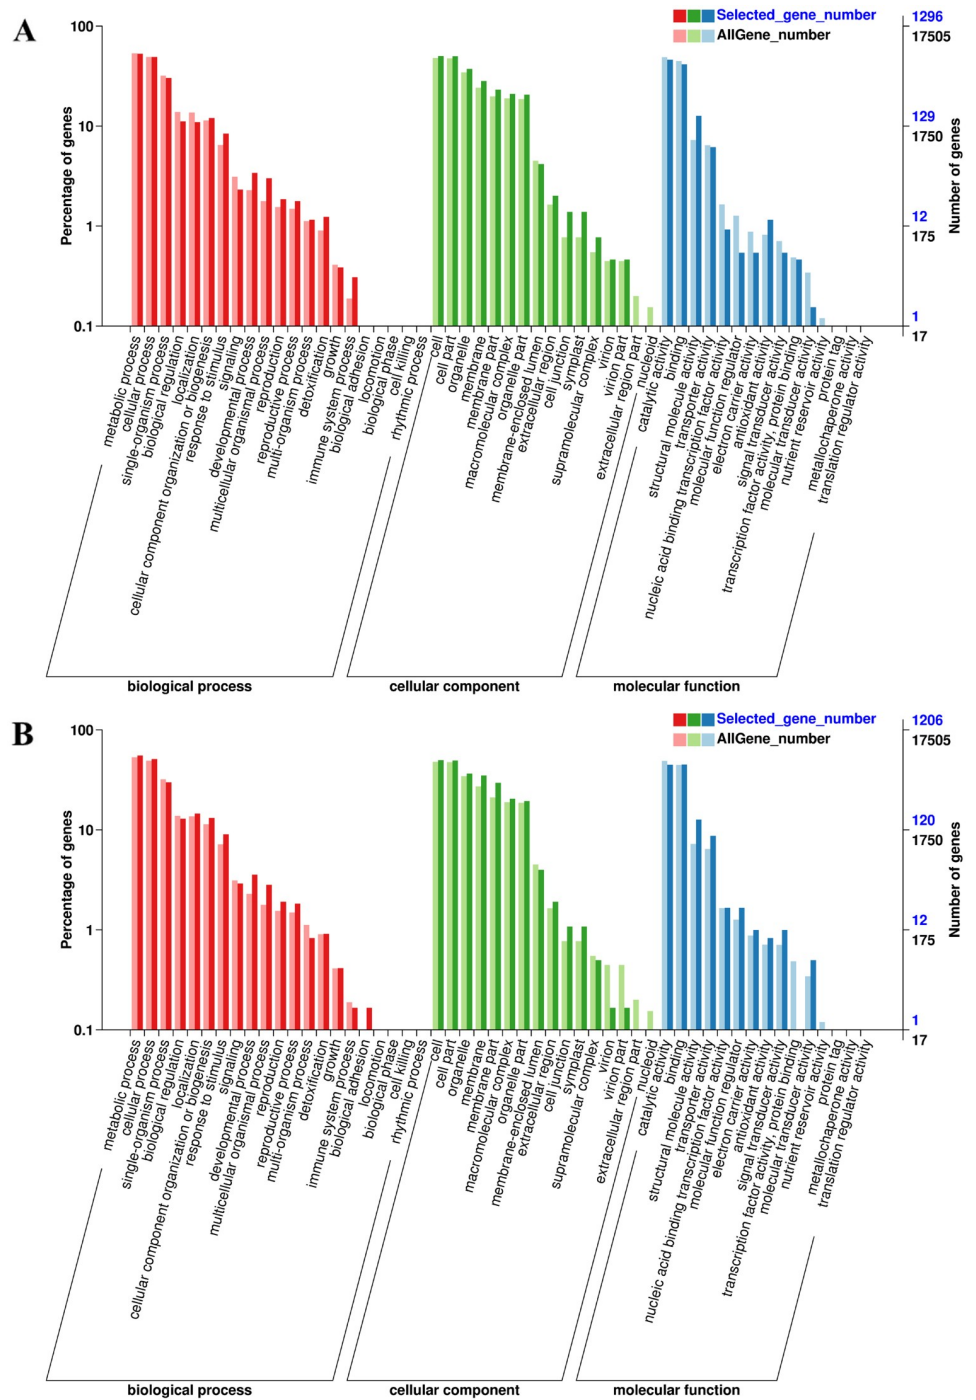 A
Selected_gene_number
AllGene_number
1296
17505
100
10
1
0.1
Percentage of genes
129
1750
12
175
1
17
Number of genes
metabolic process
cellular process
single-organism process
biological regulation
localization
cellular component organization or biogenesis
response to stimulus
signaling
developmental process
multicellular organismal process
reproduction
reproductive process
multi-organism process
detoxification
growth
immune system process
biological adhesion
locomotion
biological phase
cell killing
rhythmic process
cell
cell part
organelle
membrane
membrane part
macromolecular complex
organelle part
membrane-enclosed lumen
extracellular region
cell junction
symplast
supramolecular complex
virion
virion part
extracellular region part
nucleoid
catalytic activity
binding
structural molecule activity
transporter activity
nucleic acid binding transcription factor activity
molecular function regulator
electron carrier activity
antioxidant activity
signal transducer activity
transcription factor activity, protein binding
molecular transducer activity
nutrient reservoir activity
protein tag
metallochaperone activity
translation regulator activity
biological process
cellular component
molecular function
B
Selected_gene_number
AllGene_number
1206
17505
100
10
1
0.1
Percentage of genes
120
1750
12
175
1
17
Number of genes
metabolic process
cellular process
single-organism process
biological regulation
localization
cellular component organization or biogenesis
response to stimulus
signaling
developmental process
multicellular organismal process
reproduction
reproductive process
multi-organism process
detoxification
growth
immune system process
biological adhesion
locomotion
biological phase
cell killing
rhythmic process
cell
cell part
organelle
membrane
membrane part
macromolecular complex
organelle part
membrane-enclosed lumen
extracellular region
cell junction
symplast
supramolecular complex
virion
virion part
extracellular region part
nucleoid
catalytic activity
binding
structural molecule activity
transporter activity
nucleic acid binding transcription factor activity
molecular function regulator
electron carrier activity
antioxidant activity
signal transducer activity
transcription factor activity, protein binding
molecular transducer activity
nutrient reservoir activity
protein tag
metallochaperone activity
translation regulator activity
biological process
cellular component
molecular function